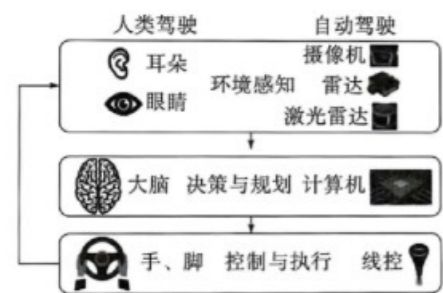 人类驾驶 自动驾驶
耳朵 摄像机
环境感知 雷达
眼睛
激光雷达
大脑 决策与规划 计算机
手、脚 控制与执行 线控